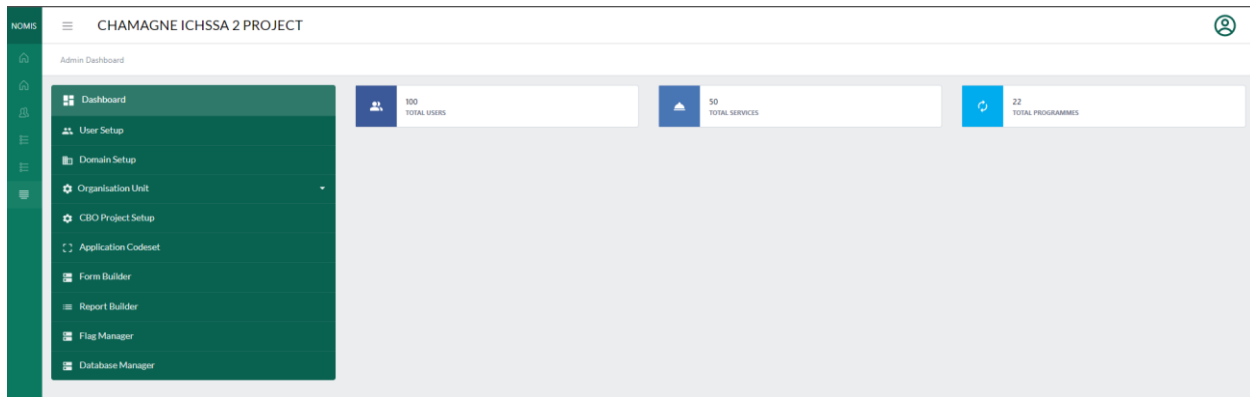 NOMIS
CHAMAGNE ICHSSA 2 PROJECT
Admin Dashboard
Dashboard
User Setup
Domain Setup
Organisation Unit
CBO Project Setup
Application Codeset
Form Builder
Report Builder
Flag Manager
Database Manager
100
TOTAL USERS
50
TOTAL SERVICES
22
TOTAL PROGRAMMES